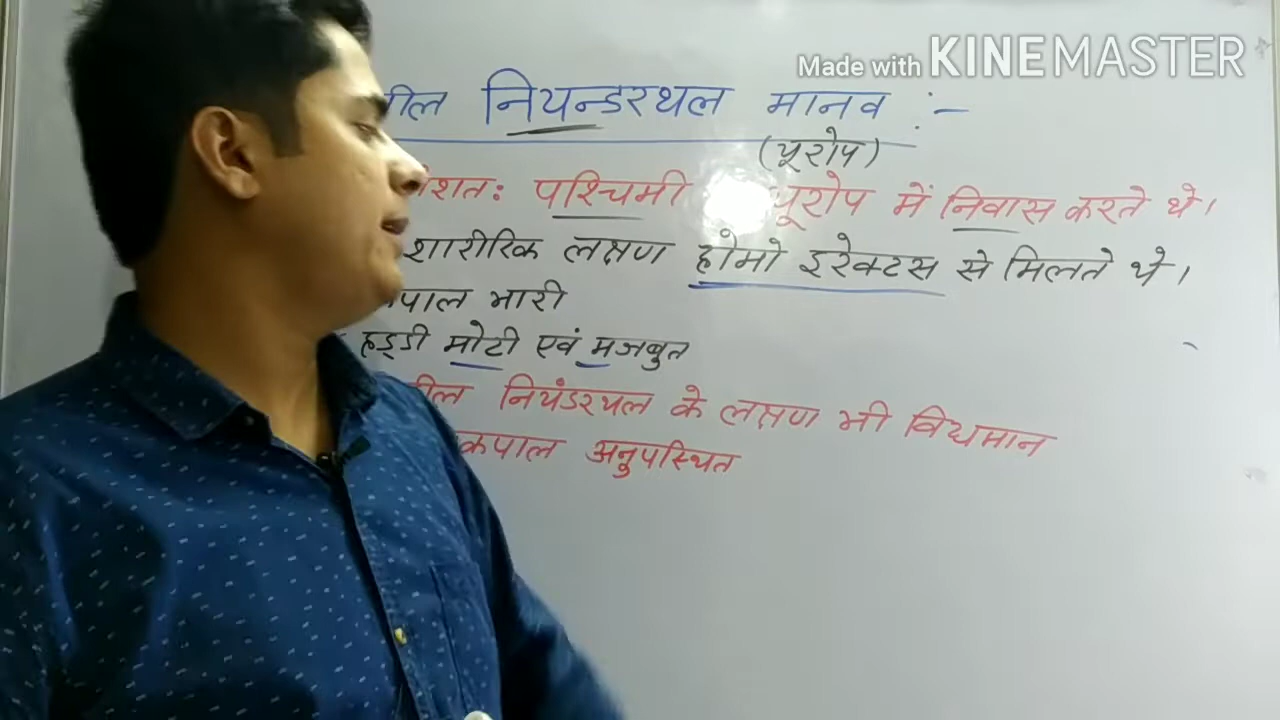 Made with KINEMASTER
नियन्डरथल मानव :-
(यूरोप)
पश्चिमी यूरोप में निवास करते थे।
शारीरिक लक्षण होमो इरेक्टस से मिलते थे।
भारी
हड्डी मोटी एवं मजबुत
नियंडरथल के लक्षण भी विधमान
कपाल अनुपस्थित